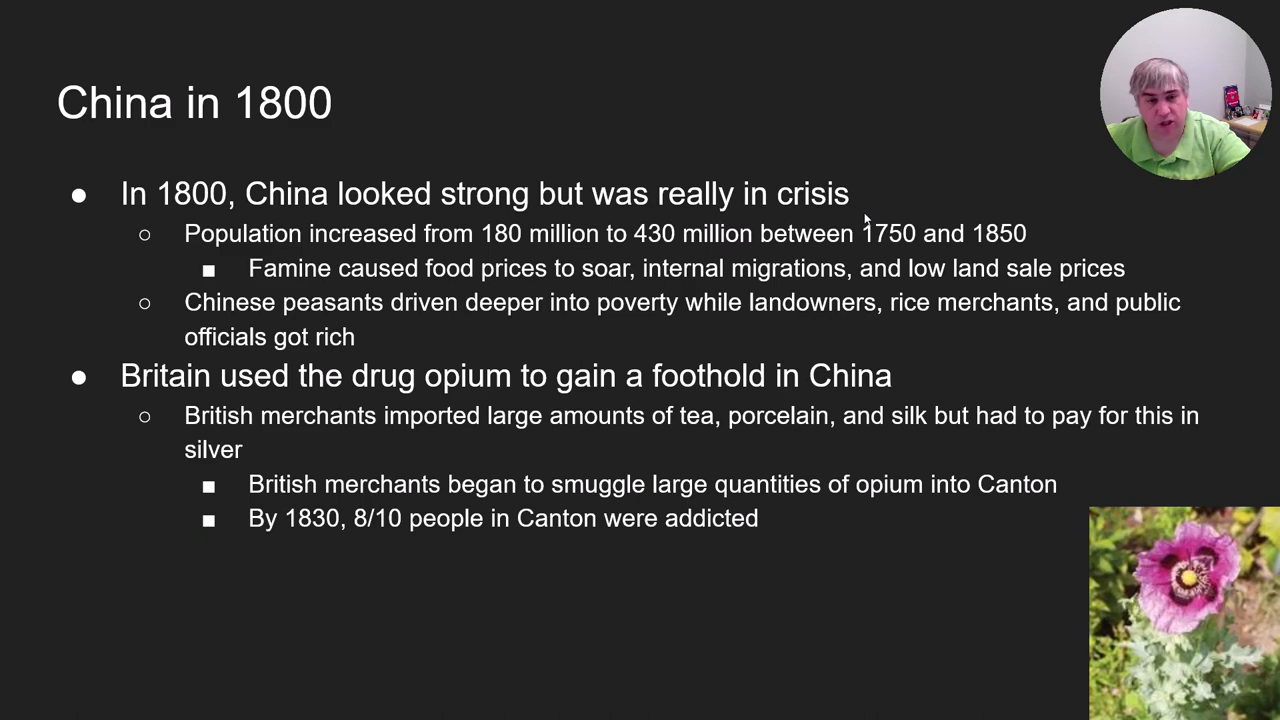 China in 1800
● In 1800, China looked strong but was really in crisis
○ Population increased from 180 million to 430 million between 1750 and 1850
■ Famine caused food prices to soar, internal migrations, and low land sale prices
○ Chinese peasants driven deeper into poverty while landowners, rice merchants, and public
officials got rich
● Britain used the drug opium to gain a foothold in China
○ British merchants imported large amounts of tea, porcelain, and silk but had to pay for this in
silver
■ British merchants began to smuggle large quantities of opium into Canton
■ By 1830, 8/10 people in Canton were addicted